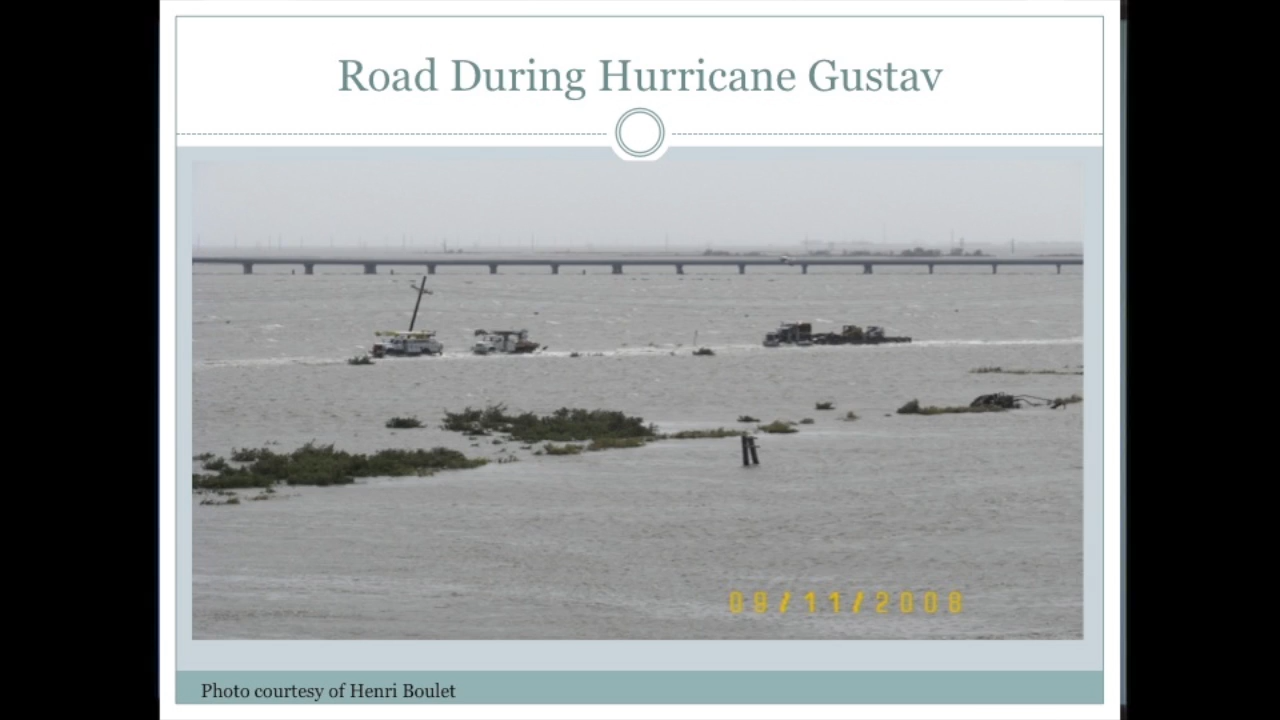 Road During Hurricane Gustav
09/11/2008
Photo courtesy of Henri Boulet